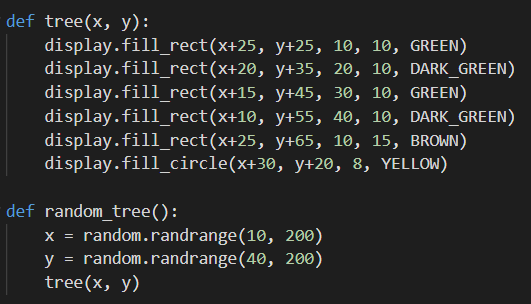 def tree(x, y):
    display.fill_rect(x+25, y+25, 10, 10, GREEN)
    display.fill_rect(x+20, y+35, 20, 10, DARK_GREEN)
    display.fill_rect(x+15, y+45, 30, 10, GREEN)
    display.fill_rect(x+10, y+55, 40, 10, DARK_GREEN)
    display.fill_rect(x+25, y+65, 10, 15, BROWN)
    display.fill_circle(x+30, y+20, 8, YELLOW)

def random_tree():
    x = random.randrange(10, 200)
    y = random.randrange(40, 200)
    tree(x, y)